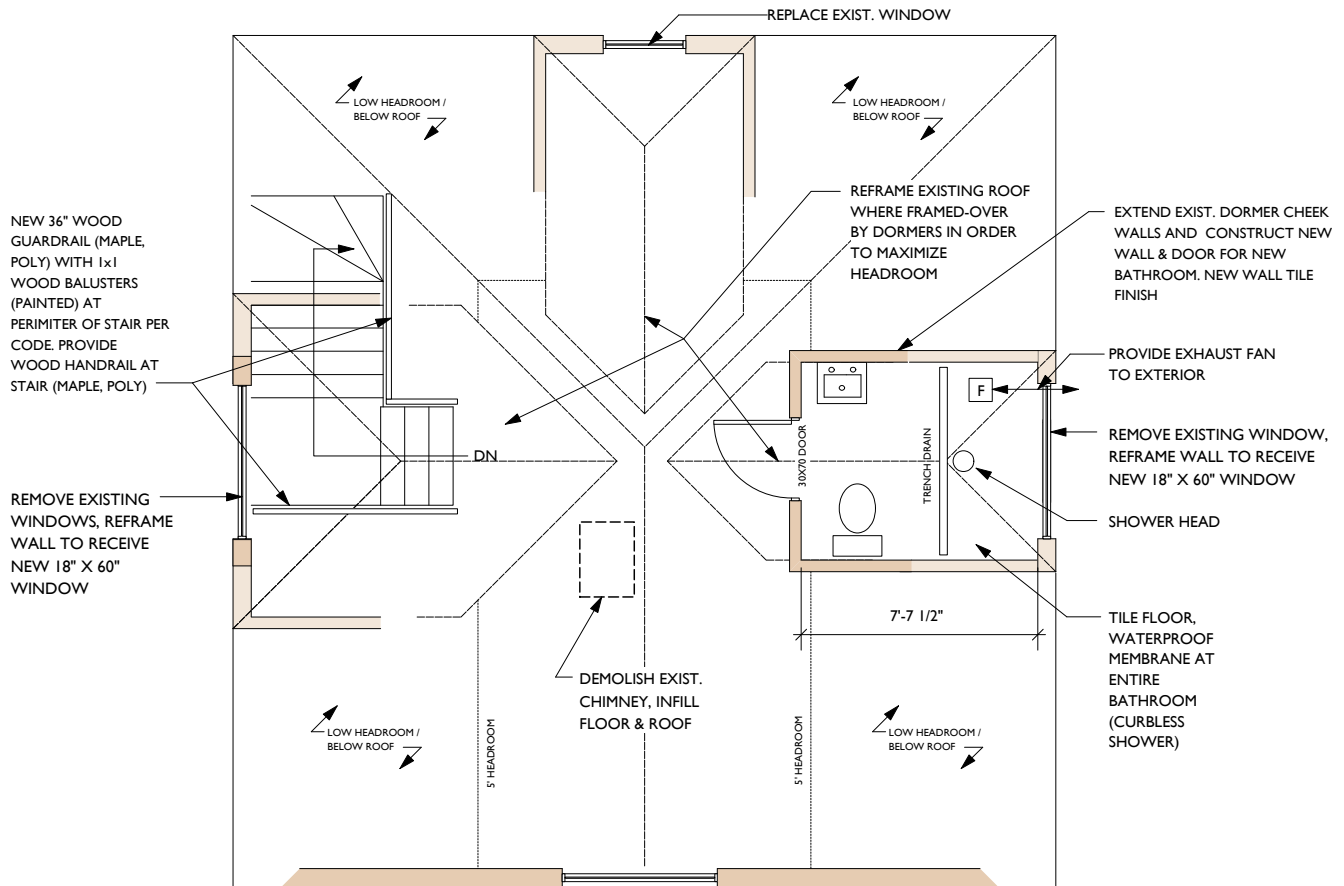 REPLACE EXIST. WINDOW
LOW HEADROOM /
BELOW ROOF
LOW HEADROOM /
BELOW ROOF
NEW 36" WOOD
GUARDRAIL (MAPLE,
POLY) WITH 1x1
WOOD BALUSTERS
(PAINTED) AT
PERIMITER OF STAIR PER
CODE. PROVIDE
WOOD HANDRAIL AT
STAIR (MAPLE, POLY)
REFRAME EXISTING ROOF
WHERE FRAMED-OVER
BY DORMERS IN ORDER
TO MAXIMIZE
HEADROOM
EXTEND EXIST. DORMER CHEEK
WALLS AND CONSTRUCT NEW
WALL & DOOR FOR NEW
BATHROOM. NEW WALL TILE
FINISH
PROVIDE EXHAUST FAN
TO EXTERIOR
F
30X70 DOOR
TRENCH DRAIN
DN
REMOVE EXISTING WINDOW,
REFRAME WALL TO RECEIVE
NEW 18" X 60" WINDOW
REMOVE EXISTING
WINDOWS, REFRAME
WALL TO RECEIVE
NEW 18" X 60"
WINDOW
SHOWER HEAD
7'-7 1/2"
TILE FLOOR,
WATERPROOF
MEMBRANE AT
ENTIRE
BATHROOM
(CURBLESS
SHOWER)
DEMOLISH EXIST.
CHIMNEY, INFILL
FLOOR & ROOF
LOW HEADROOM /
BELOW ROOF
5' HEADROOM
5' HEADROOM
LOW HEADROOM /
BELOW ROOF